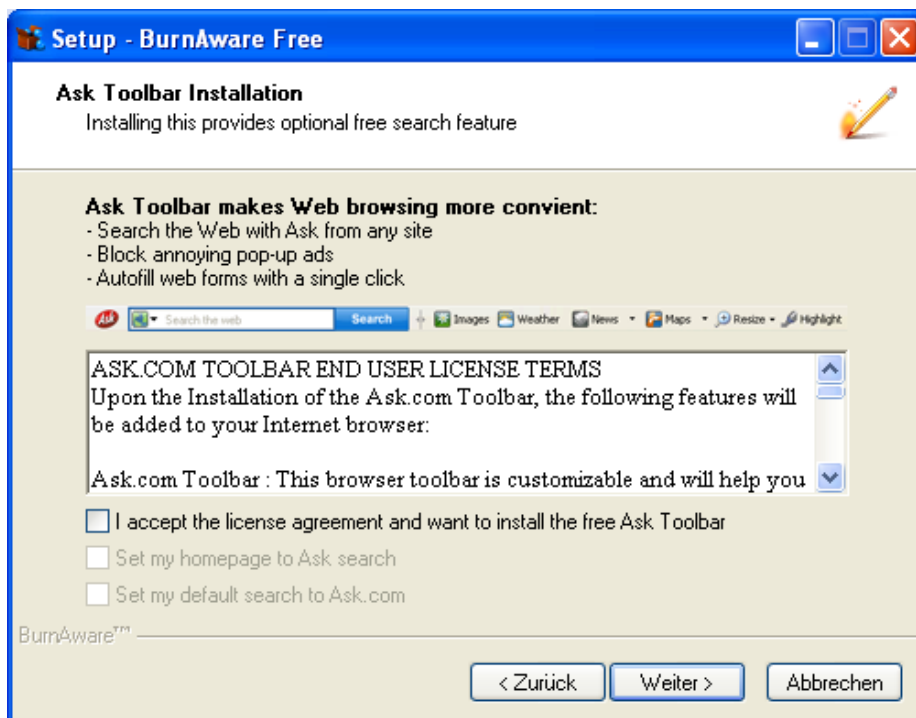 Setup - BurnAware Free
Ask Toolbar Installation
Installing this provides optional free search feature
Ask Toolbar makes Web browsing more convient:
- Search the Web with Ask from any site
- Block annoying pop-up ads
- Autofill web forms with a single click
Ask Search the web Search Images Weather News Maps Resize Highlight
ASK.COM TOOLBAR END USER LICENSE TERMS
Upon the Installation of the Ask.com Toolbar, the following features will
be added to your Internet browser:
Ask.com Toolbar : This browser toolbar is customizable and will help you
I accept the license agreement and want to install the free Ask Toolbar
Set my homepage to Ask search
Set my default search to Ask.com
BurnAware™
< Zurück Weiter > Abbrechen